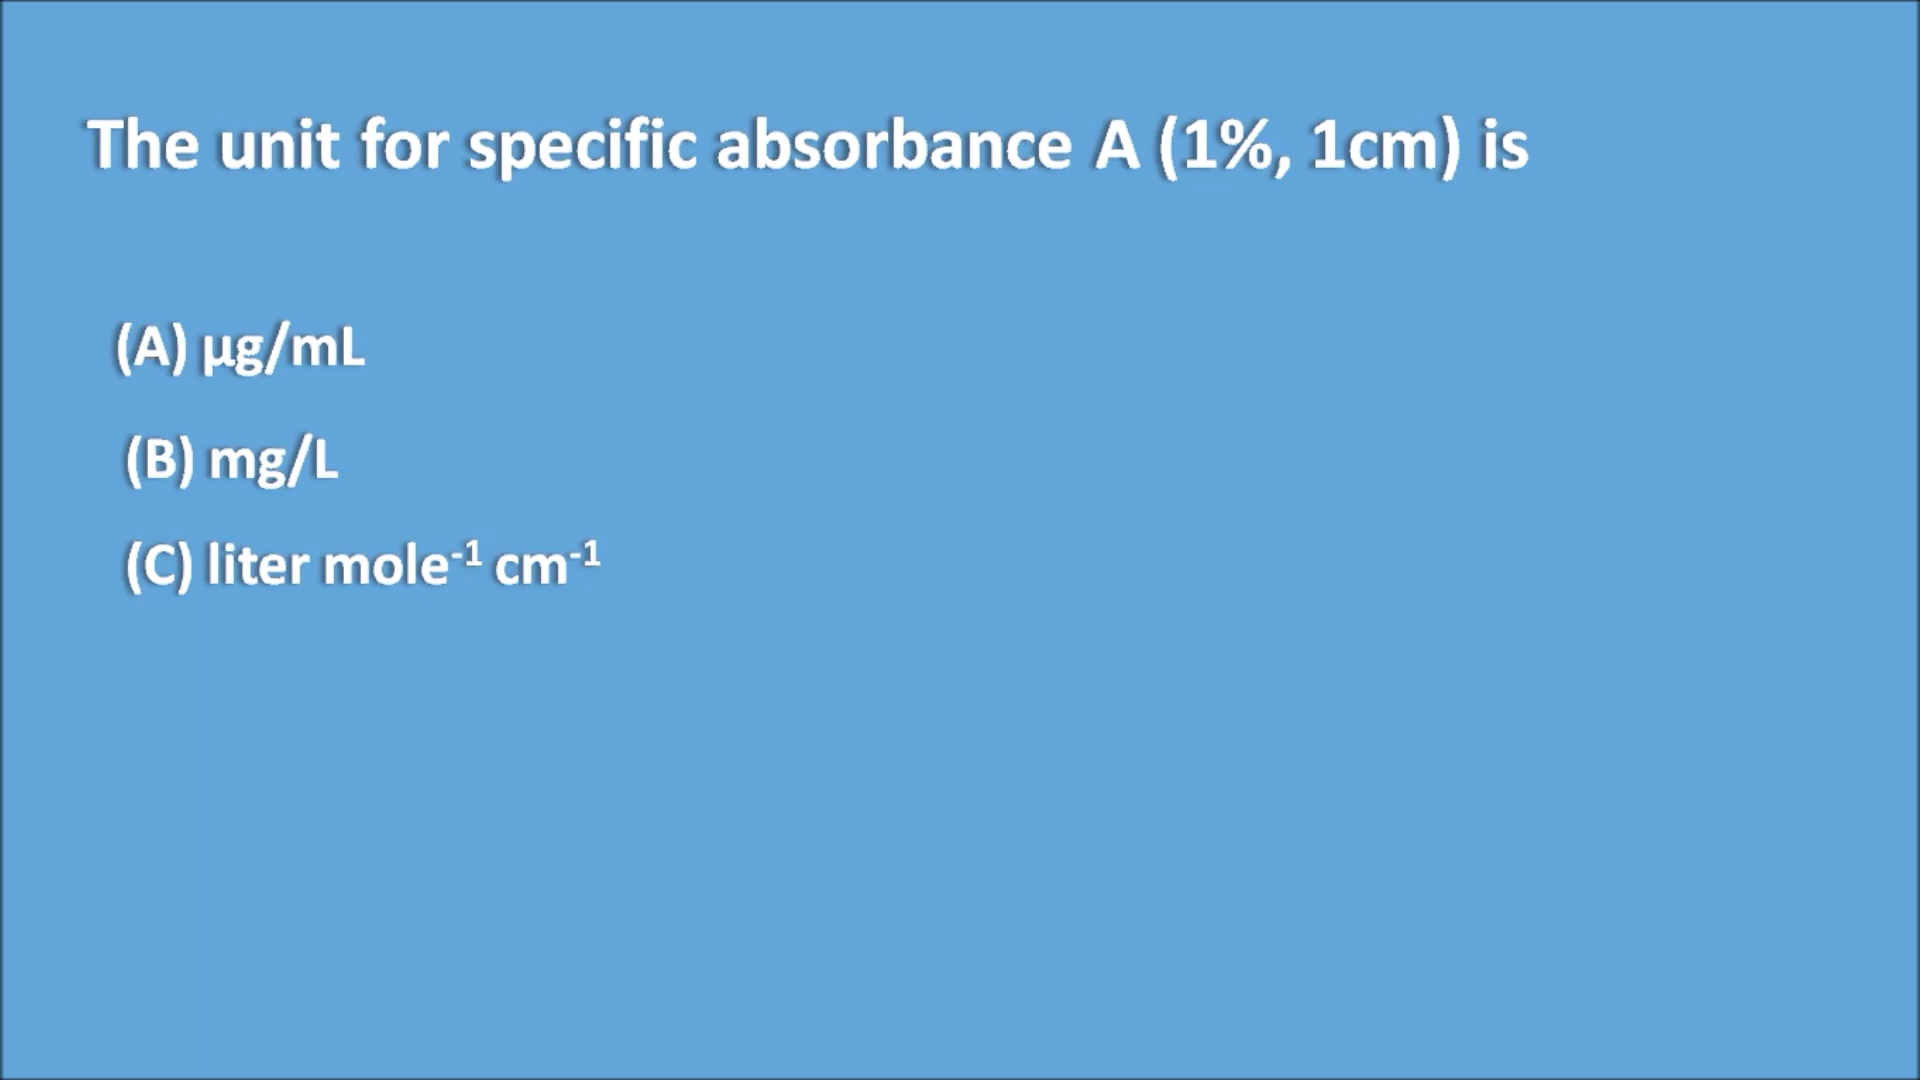 The unit for specific absorbance A (1%, 1cm) is
(A) µg/mL
(B) mg/L
(C) liter mole⁻¹ cm⁻¹